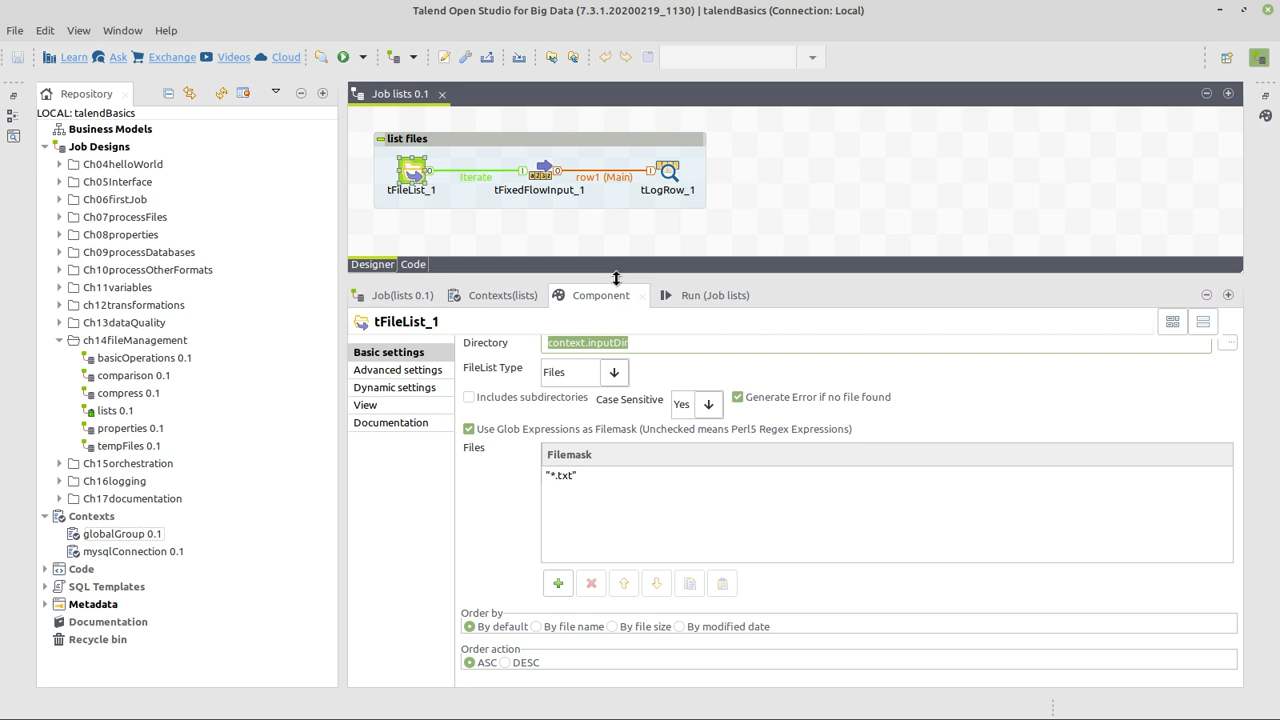 Talend Open Studio for Big Data (7.3.1.20200219_1130) | talendBasics (Connection: Local)
File Edit View Window Help
Learn Ask Exchange Videos Cloud
Repository
LOCAL: talendBasics
Business Models
Job Designs
Ch04helloWorld
Ch05Interface
Ch06firstJob
Ch07processFiles
Ch08properties
Ch09processDatabases
Ch10processOtherFormats
Ch11variables
ch12transformations
Ch13dataQuality
ch14fileManagement
basicOperations 0.1
comparison 0.1
compress 0.1
lists 0.1
properties 0.1
tempFiles 0.1
Ch15orchestration
Ch16logging
Ch17documentation
Contexts
globalGroup 0.1
mysqlConnection 0.1
Code
SQL Templates
Metadata
Documentation
Recycle bin
Job lists 0.1
list files
Iterate row1 (Main)
tFileList_1 tFixedFlowInput_1 tLogRow_1
Designer Code
Job(lists 0.1) Contexts(lists) Component Run (Job lists)
tFileList_1
Basic settings
Advanced settings
Dynamic settings
View
Documentation
Directory context.inputDir
FileList Type Files
Includes subdirectories Case Sensitive Yes Generate Error if no file found
Use Glob Expressions as Filemask (Unchecked means Perl5 Regex Expressions)
Files Filemask
"*.txt"
Order by
By default By file name By file size By modified date
Order action
ASC DESC